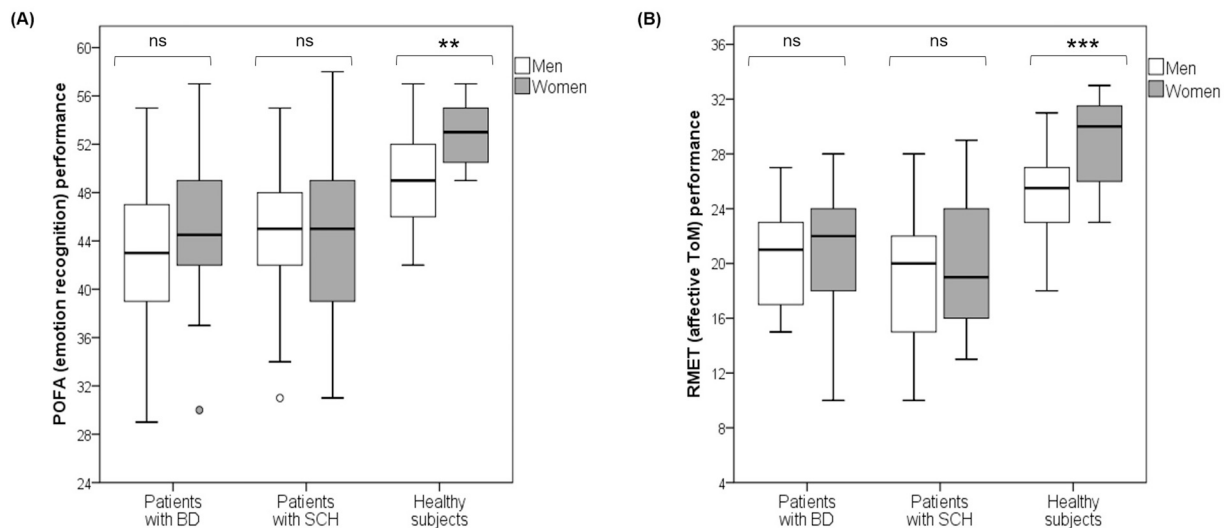 (A)
POFA (emotion recognition) performance
60
56
52
48
44
40
36
32
28
24
ns
ns
**
Men
Women
Patients
with BD
Patients
with SCH
Healthy
subjects
(B)
RMET (affective ToM) performance
36
32
28
24
20
16
12
8
4
ns
ns
***
Men
Women
Patients
with BD
Patients
with SCH
Healthy
subjects